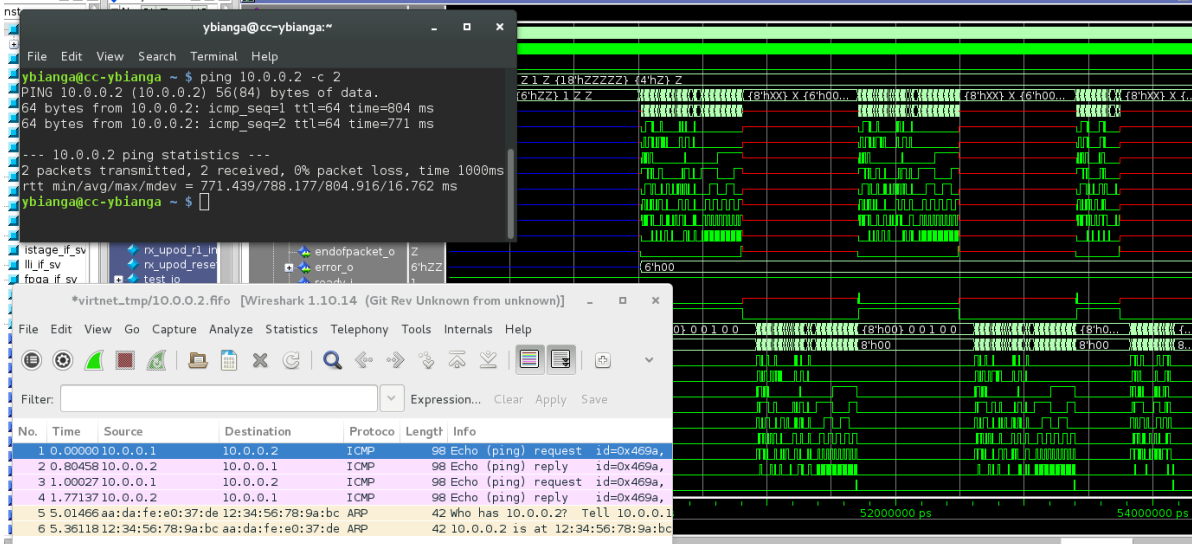 nst
ybianga@cc-ybianga:~
File Edit View Search Terminal Help
ybianga@cc-ybianga ~ $ ping 10.0.0.2 -c 2
PING 10.0.0.2 (10.0.0.2) 56(84) bytes of data.
64 bytes from 10.0.0.2: icmp_seq=1 ttl=64 time=804 ms
64 bytes from 10.0.0.2: icmp_seq=2 ttl=64 time=771 ms
--- 10.0.0.2 ping statistics ---
2 packets transmitted, 2 received, 0% packet loss, time 1000ms
rtt min/avg/max/mdev = 771.439/788.177/804.916/16.762 ms
ybianga@cc-ybianga ~ $
Z 1 Z {18'hZZZZZ} {4'hZ} Z
{6'hZZ} 1 Z Z {8'hXX} X {6'h00... {8'hXX} X {6'h00... {8'hXX} X {...
istage_if_sv rx_upod_r1_in endofpacket_o Z
lli_if_sv rx_upod_rese error_o 6'hZZ {6'h00
fpga_if_sv test_io ready_i 1
*virtnet_tmp/10.0.0.2.fifo [Wireshark 1.10.14 (Git Rev Unknown from unknown)]
File Edit View Go Capture Analyze Statistics Telephony Tools Internals Help
Filter: Expression... Clear Apply Save
No. Time Source Destination Protoco Length Info
1 0.00000 10.0.0.1 10.0.0.2 ICMP 98 Echo (ping) request id=0x469a,
2 0.80458 10.0.0.2 10.0.0.1 ICMP 98 Echo (ping) reply id=0x469a,
3 1.00027 10.0.0.1 10.0.0.2 ICMP 98 Echo (ping) request id=0x469a,
4 1.77137 10.0.0.2 10.0.0.1 ICMP 98 Echo (ping) reply id=0x469a,
5 5.01466 aa:da:fe:e0:37:de 12:34:56:78:9a:bc ARP 42 Who has 10.0.0.2? Tell 10.0.0.1
6 5.36118 12:34:56:78:9a:bc aa:da:fe:e0:37:de ARP 42 10.0.0.2 is at 12:34:56:78:9a:bc
00} 0 0 1 0 0 {8'h00} 0 0 1 0 0 {8'h00} 0 0 1 0 0 {8'h0... {...
8'h00 8'h00 8'h00 8...
52000000 ps 54000000 ps